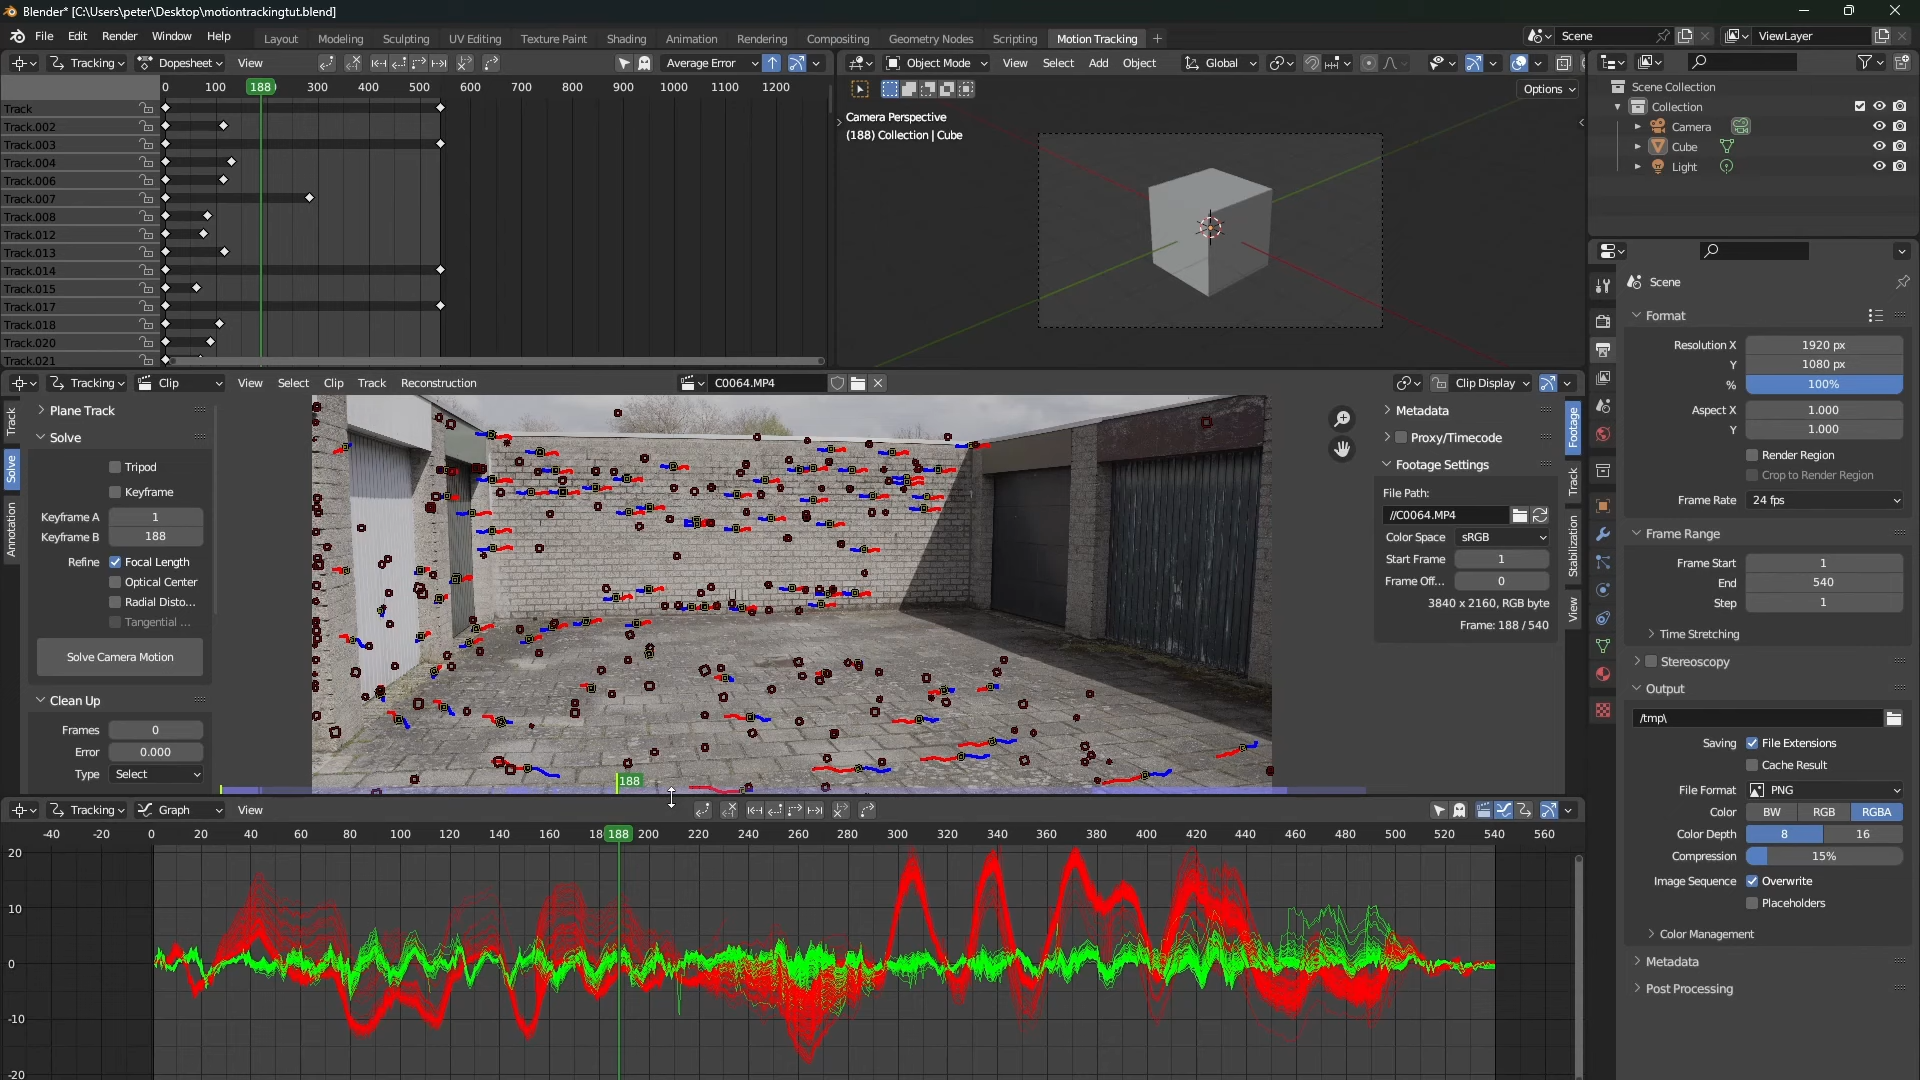 Blender* [C:\Users\peter\Desktop\motiontrackingtut.blend]
File Edit Render Window Help Layout Modeling Sculpting UV Editing Texture Paint Shading Animation Rendering Compositing Geometry Nodes Scripting Motion Tracking + Scene ViewLayer
Tracking Dopesheet View Average Error
0 100 188 300 400 500 600 700 800 900 1000 1100 1200
Track
Track.002
Track.003
Track.004
Track.006
Track.007
Track.008
Track.012
Track.013
Track.014
Track.015
Track.017
Track.018
Track.020
Track.021
Object Mode View Select Add Object Global
Options
Camera Perspective
(188) Collection | Cube
Scene Collection
Collection
Camera
Cube
Light
Tracking Clip View Select Clip Track Reconstruction C0064.MP4 Clip Display
Track
Solve
Annotation
Plane Track
Solve
Tripod
Keyframe
Keyframe A 1
Keyframe B 188
Refine Focal Length
Optical Center
Radial Disto...
Tangential ...
Solve Camera Motion
Clean Up
Frames 0
Error 0.000
Type Select
188
Metadata
Proxy/Timecode
Footage Settings
File Path:
//C0064.MP4
Color Space sRGB
Start Frame 1
Frame Off... 0
3840 x 2160, RGB byte
Frame: 188 / 540
Footage
Track
Stabilization
View
Tracking Graph View
-40 -20 0 20 40 60 80 100 120 140 160 18 188 200 220 240 260 280 300 320 340 360 380 400 420 440 460 480 500 520 540 560
20
10
0
-10
-20
Scene
Format
Resolution X 1920 px
Y 1080 px
% 100%
Aspect X 1.000
Y 1.000
Render Region
Crop to Render Region
Frame Rate 24 fps
Frame Range
Frame Start 1
End 540
Step 1
Time Stretching
Stereoscopy
Output
/tmp\
Saving File Extensions
Cache Result
File Format PNG
Color BW RGB RGBA
Color Depth 8 16
Compression 15%
Image Sequence Overwrite
Placeholders
Color Management
Metadata
Post Processing